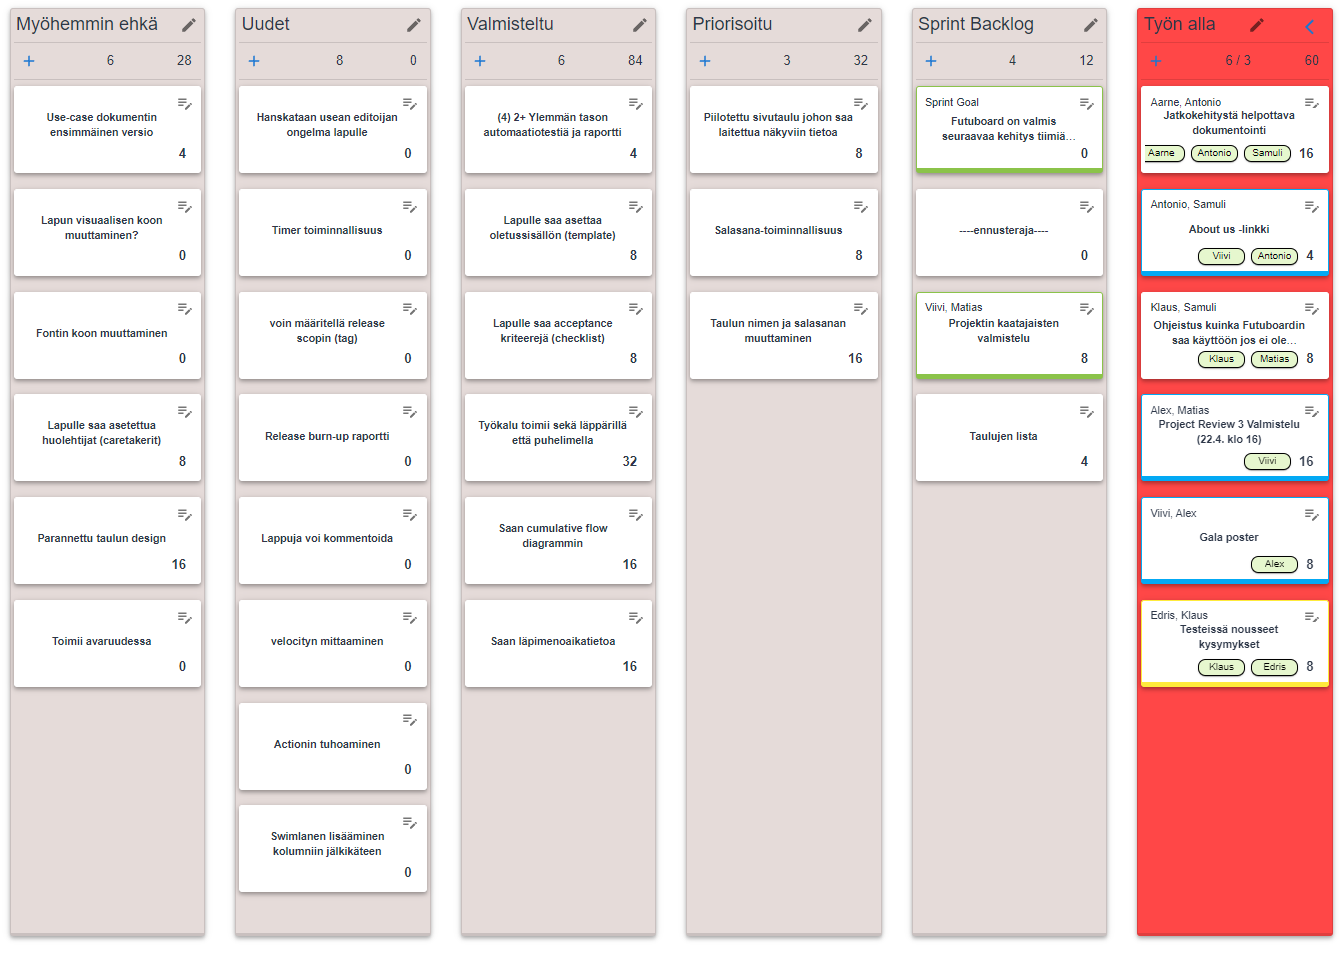 Myöhemmin ehkä
6 28
Use-case dokumentin
ensimmäinen versio
4
Lapun visuaalisen koon
muuttaminen?
0
Fontin koon muuttaminen
0
Lapulle saa asetettua
huolehtijat (caretakerit)
8
Parannettu taulun design
16
Toimii avaruudessa
0
Uudet
8 0
Hanskataan usean editoijan
ongelma lapulle
0
Timer toiminnallisuus
0
voin määritellä release
scopin (tag)
0
Release burn-up raportti
0
Lappuja voi kommentoida
0
velocityn mittaaminen
0
Actionin tuhoaminen
0
Swimlanen lisääminen
kolumniin jälkikäteen
0
Valmisteltu
6 84
(4) 2+ Ylemmän tason
automaatiotestiä ja raportti
4
Lapulle saa asettaa
oletussisällön (template)
8
Lapulle saa acceptance
kriteerejä (checklist)
8
Työkalu toimii sekä läppärillä
että puhelimella
32
Saan cumulative flow
diagrammin
16
Saan läpimenoaikatietoa
16
Priorisoitu
3 32
Piilotettu sivutaulu johon saa
laitettua näkyviin tietoa
8
Salasana-toiminnallisuus
8
Taulun nimen ja salasanan
muuttaminen
16
Sprint Backlog
4 12
Sprint Goal
Futuboard on valmis
seuraavaa kehitys tiimiä...
0
----ennusteraja----
0
Viivi, Matias
Projektin kaatajaisten
valmistelu
8
Taulujen lista
4
Työn alla
6 / 3 60
Aarne, Antonio
Jatkokehitystä helpottava
dokumentointi
Aarne Antonio Samuli 16
Antonio, Samuli
About us -linkki
Viivi Antonio 4
Klaus, Samuli
Ohjeistus kuinka Futuboardin
saa käyttöön jos ei ole...
Klaus Matias 8
Alex, Matias
Project Review 3 Valmistelu
(22.4. klo 16)
Viivi 16
Viivi, Alex
Gala poster
Alex 8
Edris, Klaus
Testeissä nousseet
kysymykset
Klaus Edris 8